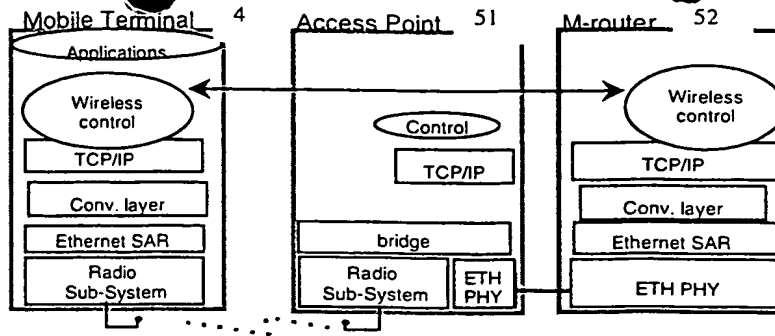 Mobile Terminal 4
Applications
Wireless
control
TCP/IP
Conv. layer
Ethernet SAR
Radio
Sub-System
Access Point 51
Control
TCP/IP
bridge
Radio
Sub-System
ETH
PHY
M-router 52
Wireless
control
TCP/IP
Conv. layer
Ethernet SAR
ETH PHY